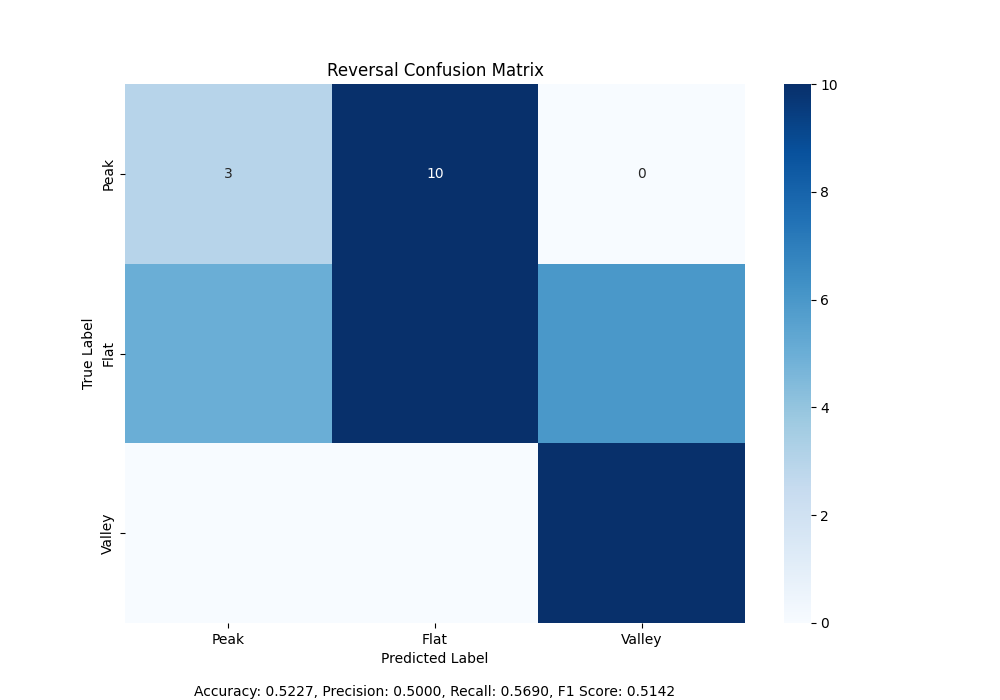 Reversal Confusion Matrix
True Label
Peak
Flat
Valley
3 10 0
Peak Flat Valley
Predicted Label
10
8
6
4
2
0
Accuracy: 0.5227, Precision: 0.5000, Recall: 0.5690, F1 Score: 0.5142